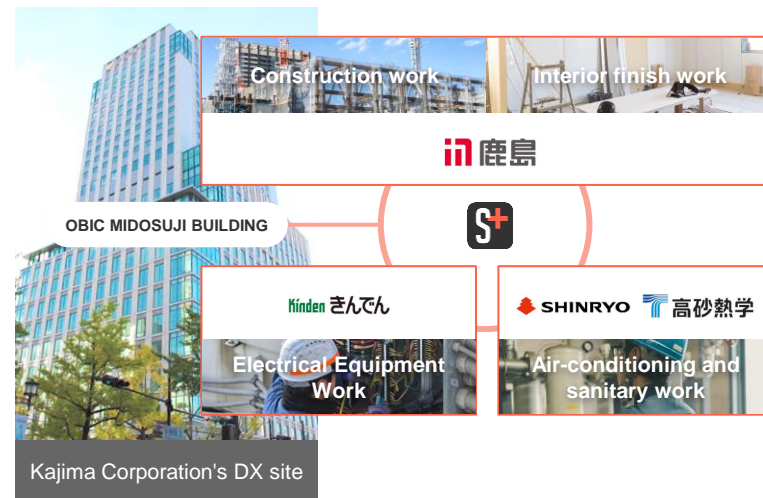 Construction work
Interior finish work
鹿島
OBIC MIDOSUJI BUILDING
S+
Kinden きんでん
SHINRYO 高砂熱学
Electrical Equipment
Work
Air-conditioning and
sanitary work
Kajima Corporation's DX site